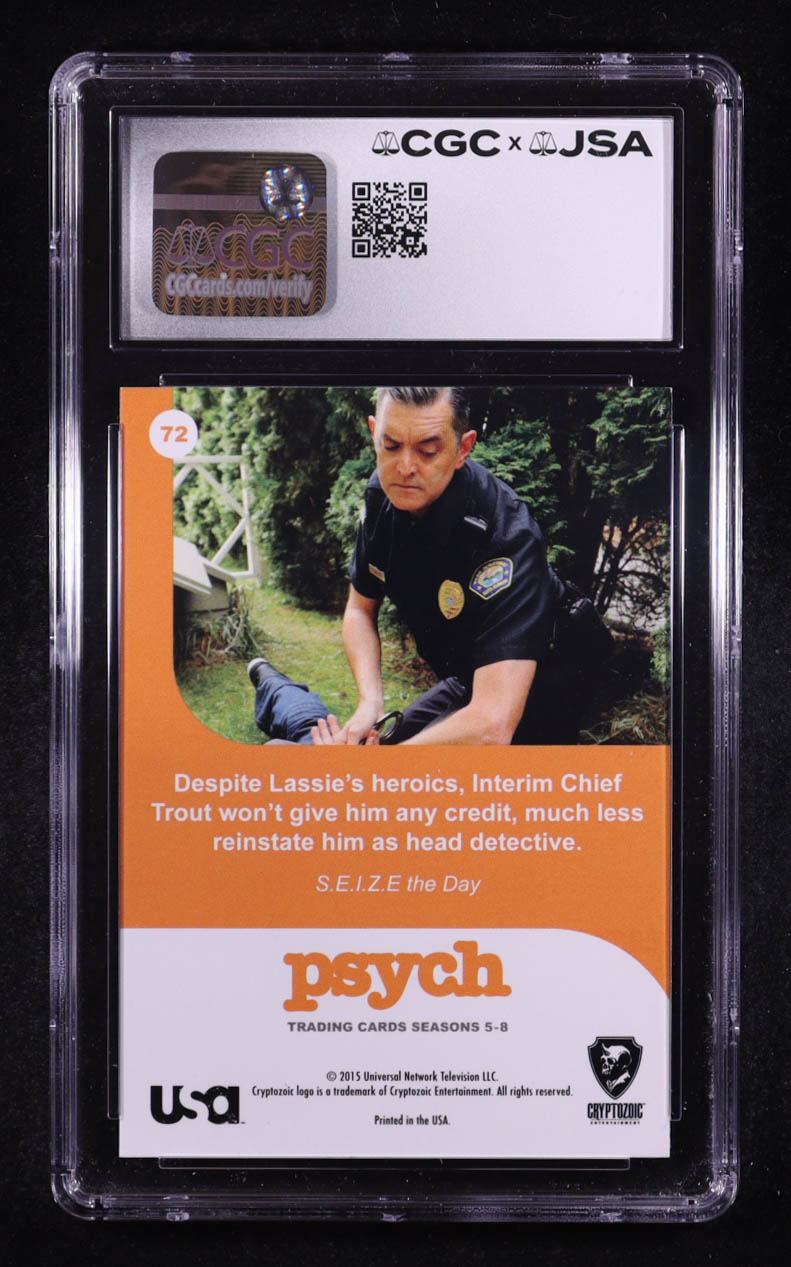 CGC x JSA
CGC
CGCcards.com/verify
72
Despite Lassie's heroics, Interim Chief
Trout won't give him any credit, much less
reinstate him as head detective.
S.E.I.Z.E the Day
psych
TRADING CARDS SEASONS 5-8
© 2015 Universal Network Television LLC.
Cryptozoic logo is a trademark of Cryptozoic Entertainment. All rights reserved.
Printed in the USA.
usa
CRYPTOZOIC
ENTERTAINMENT